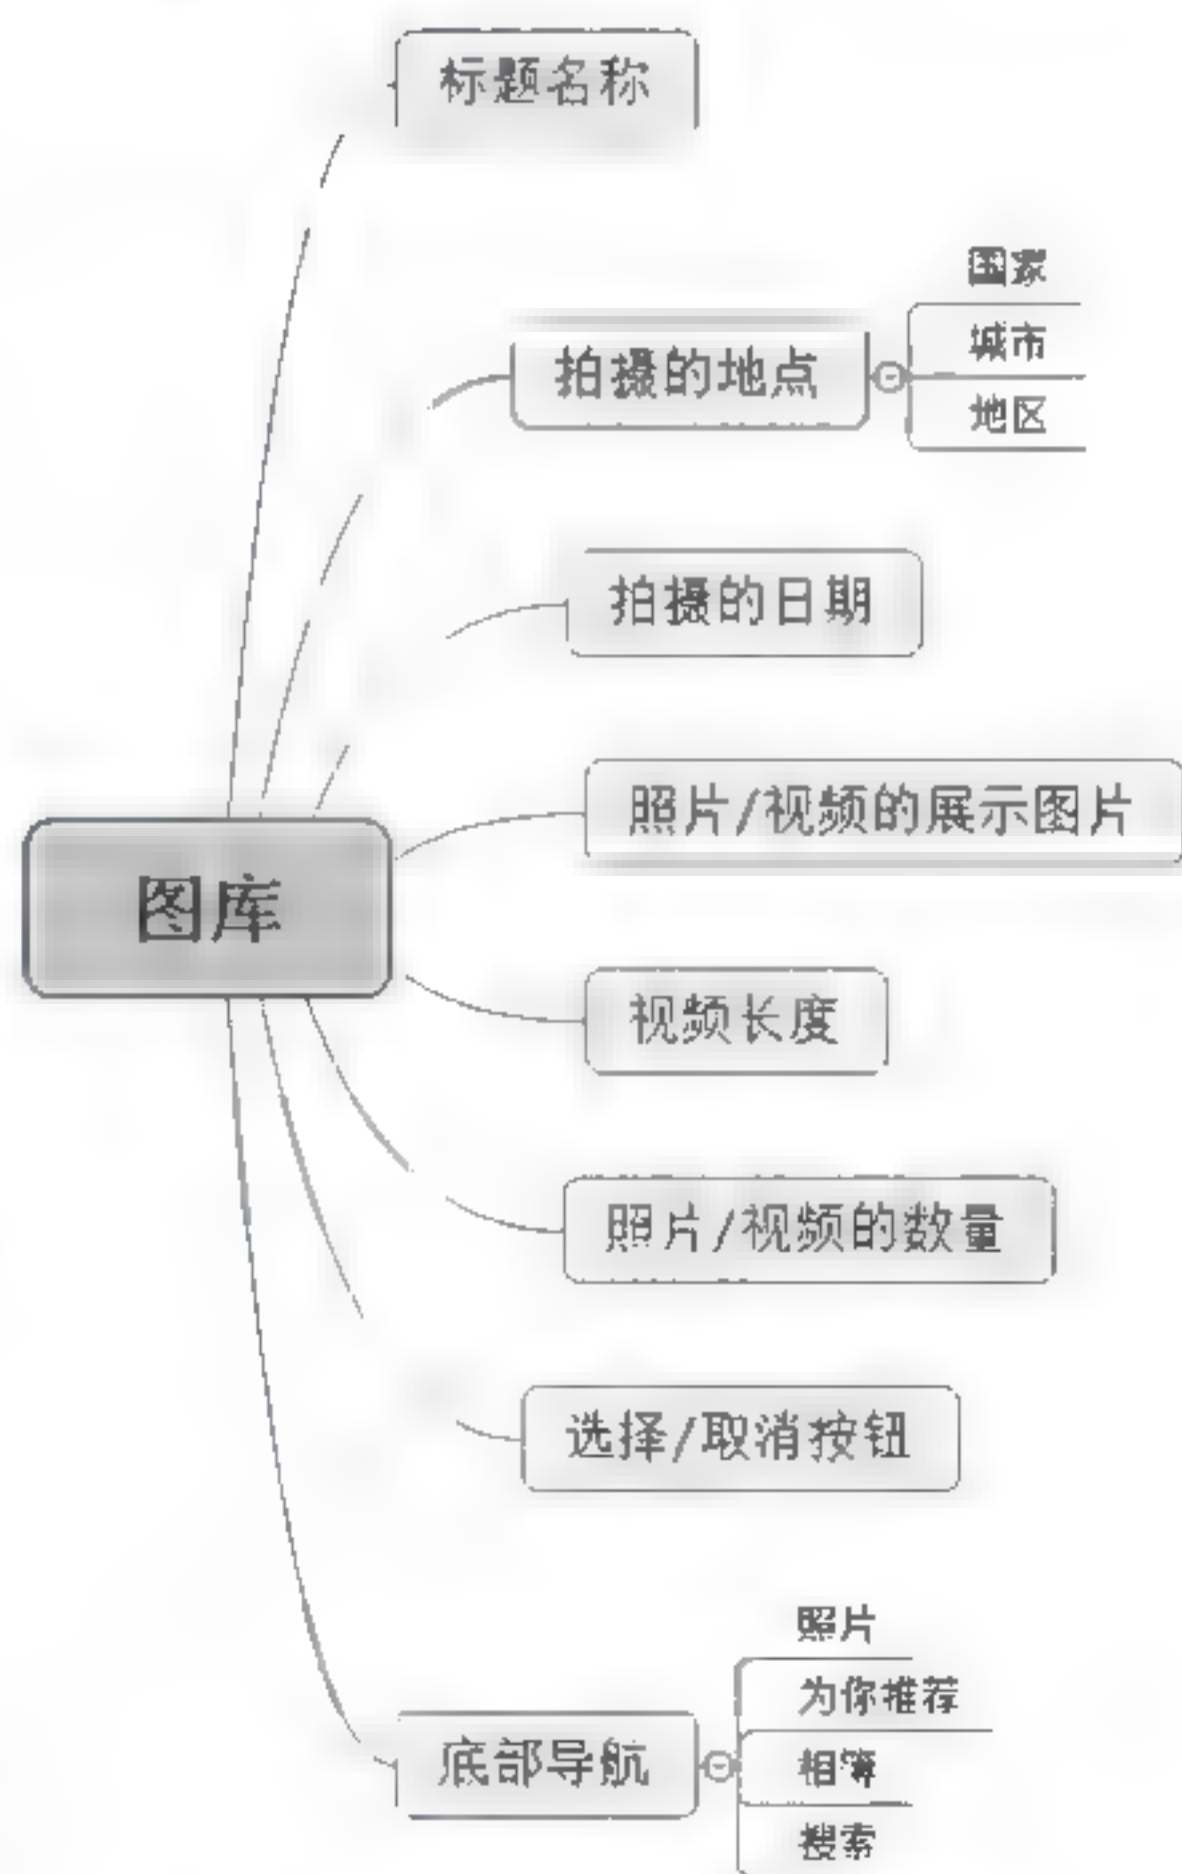 标题名称
国家
城市
拍摄的地点
地区
拍摄的日期
照片/视频的展示图片
图库
视频长度
照片/视频的数量
选择/取消按钮
照片
为你推荐
底部导航
相簿
搜索